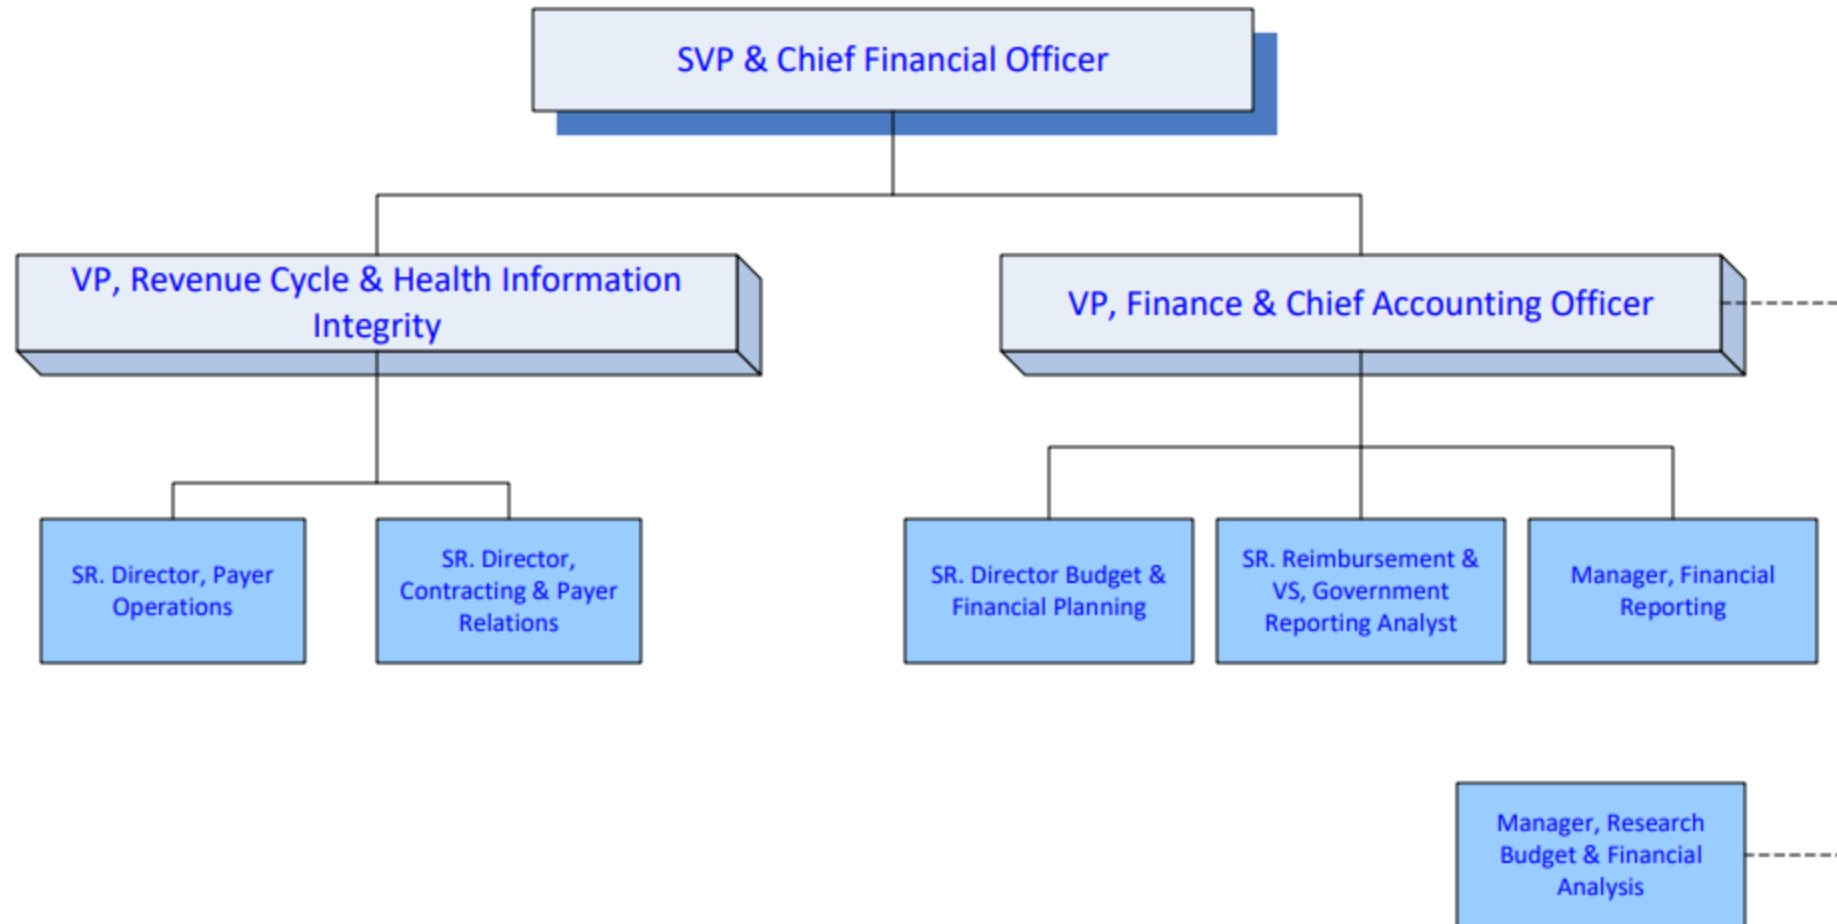 SVP & Chief Financial Officer
VP, Revenue Cycle & Health Information
Integrity
VP, Finance & Chief Accounting Officer
SR. Director, Payer
Operations
SR. Director,
Contracting & Payer
Relations
SR. Director Budget &
Financial Planning
SR. Reimbursement &
VS, Government
Reporting Analyst
Manager, Financial
Reporting
Manager, Research
Budget & Financial
Analysis